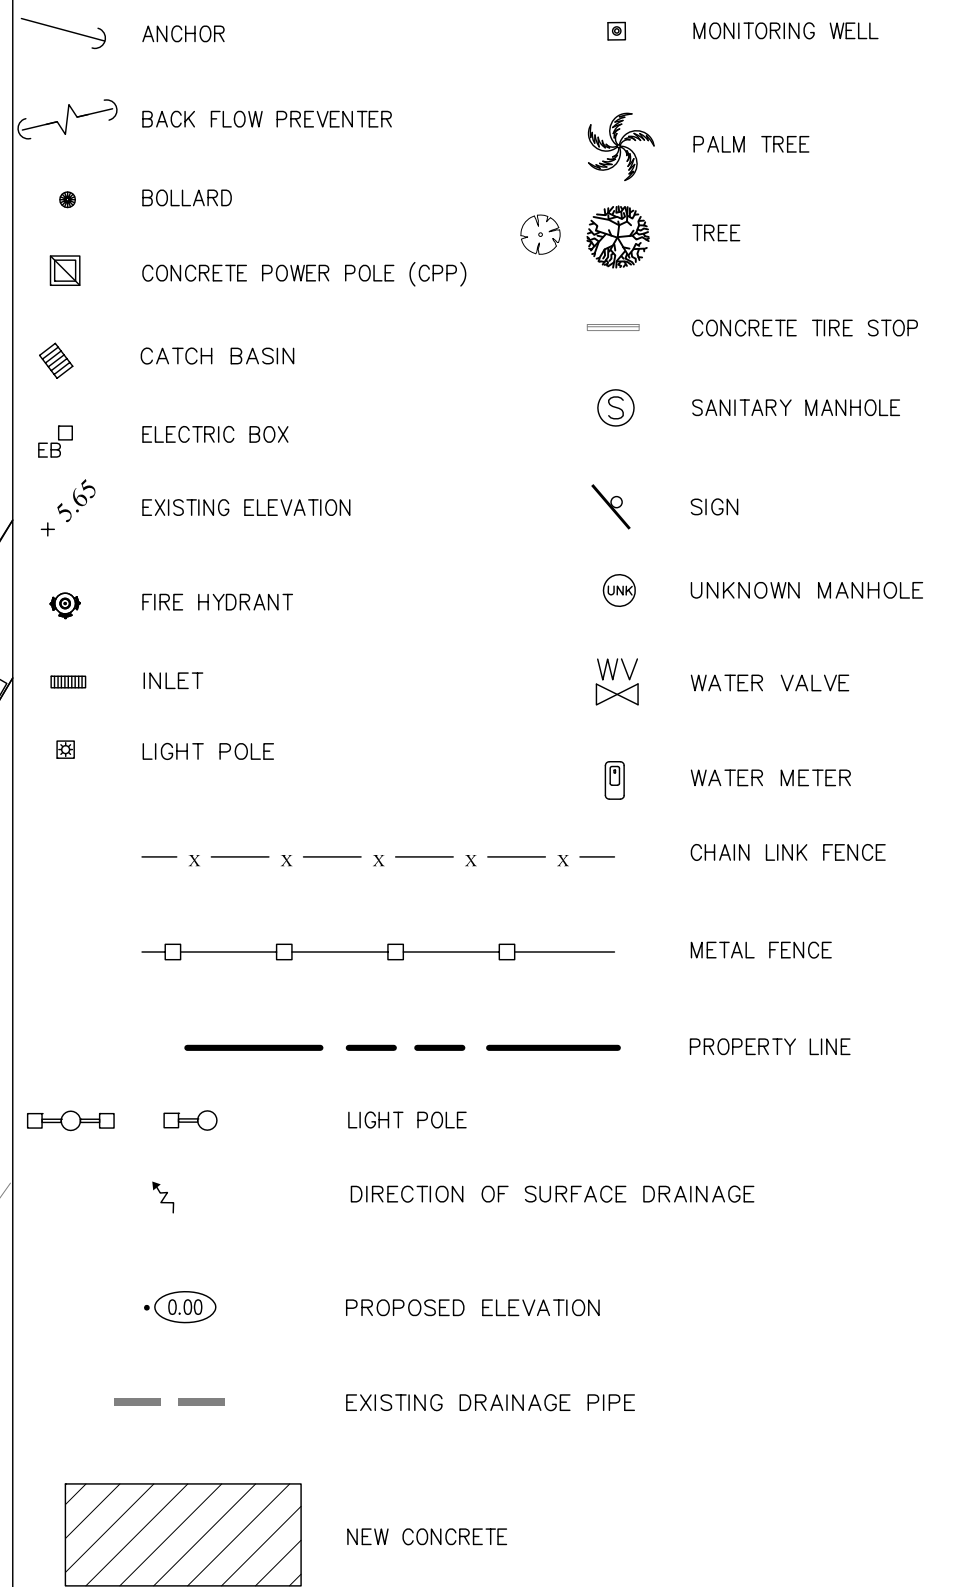 ANCHOR
BACK FLOW PREVENTER
BOLLARD
CONCRETE POWER POLE (CPP)
CATCH BASIN
EB
ELECTRIC BOX
+ 5.65
EXISTING ELEVATION
FIRE HYDRANT
INLET
LIGHT POLE
MONITORING WELL
PALM TREE
TREE
CONCRETE TIRE STOP
S
SANITARY MANHOLE
SIGN
UNK
UNKNOWN MANHOLE
WV
WATER VALVE
WATER METER
x x x x x
CHAIN LINK FENCE
METAL FENCE
PROPERTY LINE
LIGHT POLE
DIRECTION OF SURFACE DRAINAGE
0.00
PROPOSED ELEVATION
EXISTING DRAINAGE PIPE
NEW CONCRETE